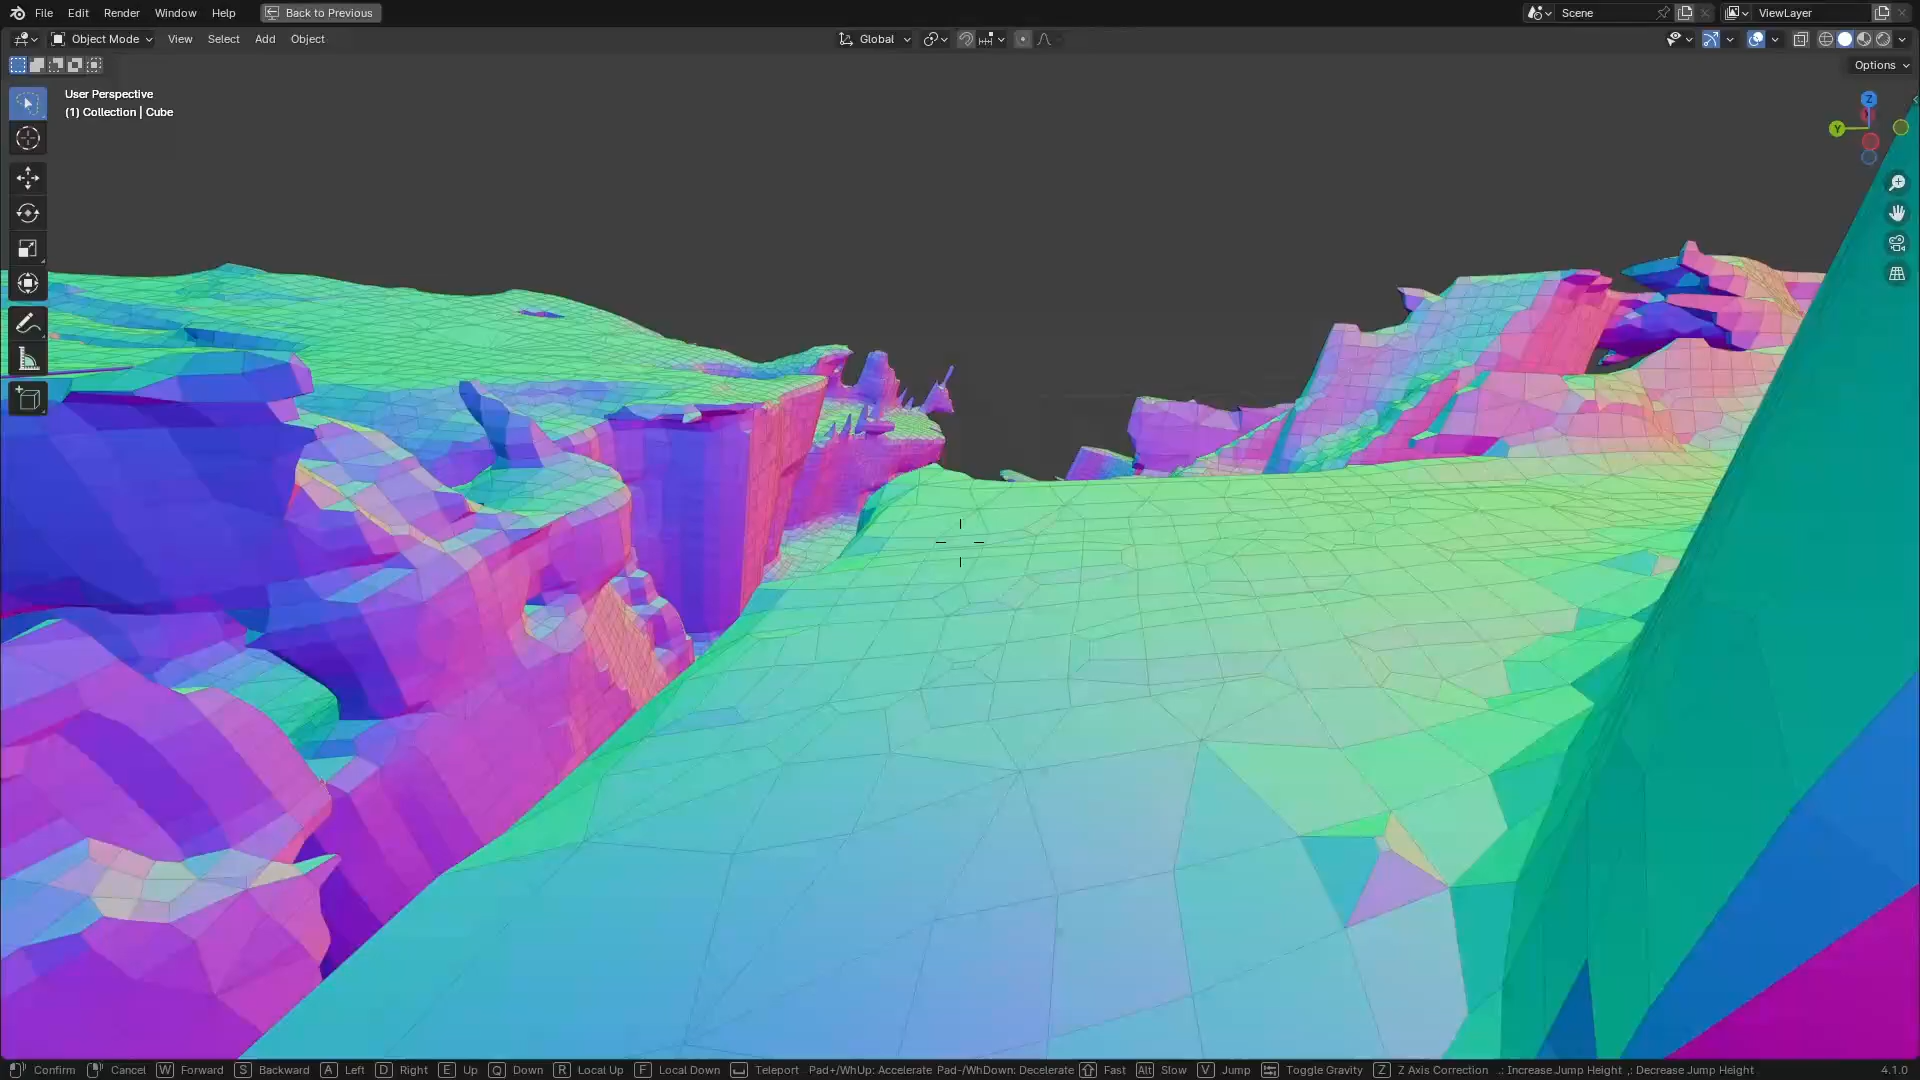 File Edit Render Window Help Back to Previous Scene ViewLayer
Object Mode View Select Add Object Global
Options
User Perspective
(1) Collection | Cube
Z
Y
Confirm Cancel W Forward S Backward A Left D Right E Up Q Down R Local Up F Local Down Teleport Pad+/WhUp: Accelerate Pad-/WhDown: Decelerate Fast Alt Slow V Jump Toggle Gravity Z Z Axis Correction .: Increase Jump Height ,: Decrease Jump Height 4.1.0